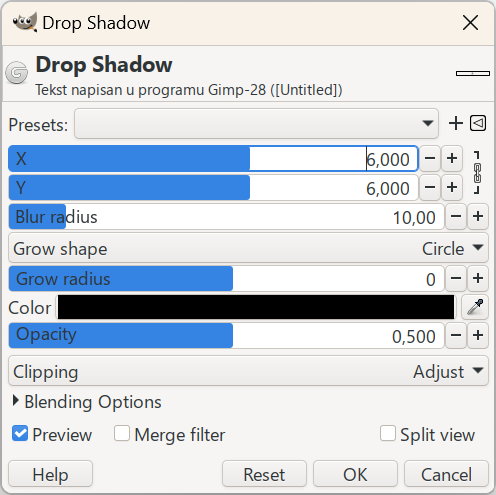 Drop Shadow
Drop Shadow
Tekst napisan u programu Gimp-28 ([Untitled])
Presets:
X 6,000
Y 6,000
Blur radius 10,00
Grow shape Circle
Grow radius 0
Color
Opacity 0,500
Clipping Adjust
Blending Options
Preview Merge filter Split view
Help Reset OK Cancel